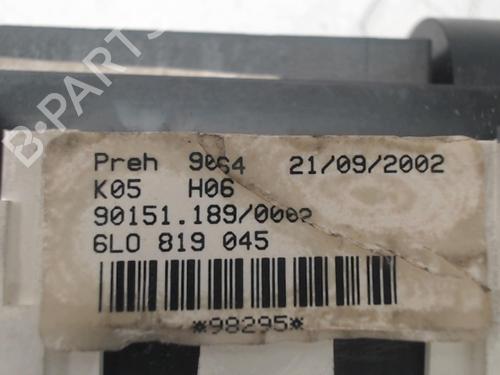 B-PARTS
Preh 9064 21/09/2002
K05 H06
90151.189/0002
6L0 819 045
*98295*